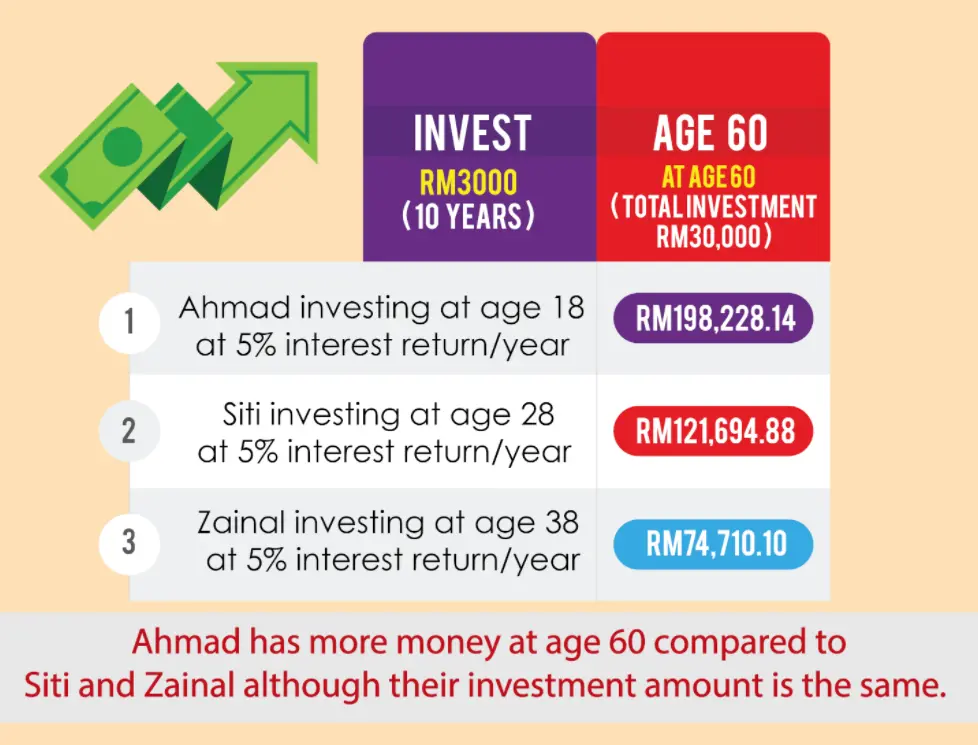 INVEST
RM3000
(10 YEARS)
AGE 60
AT AGE 60
(TOTAL INVESTMENT
RM30,000)
1
Ahmad investing at age 18
at 5% interest return/year
RM198,228.14
2
Siti investing at age 28
at 5% interest return/year
RM121,694.88
3
Zainal investing at age 38
at 5% interest return/year
RM74,710.10
Ahmad has more money at age 60 compared to
Siti and Zainal although their investment amount is the same.